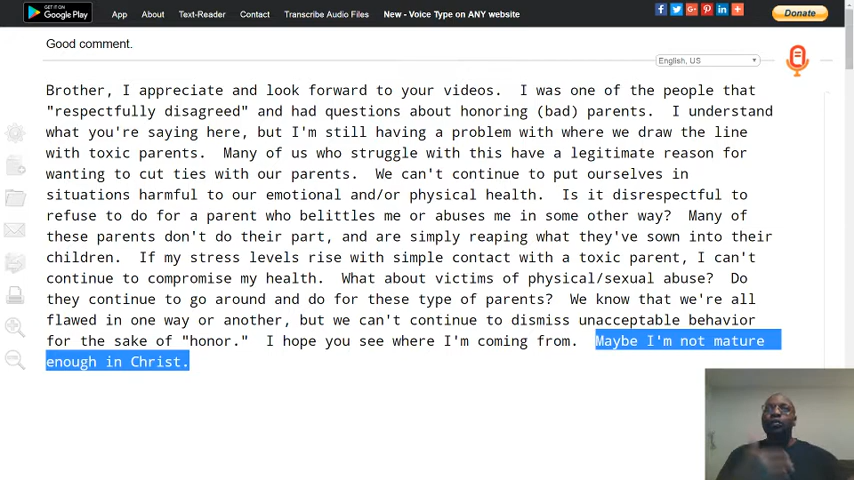 GET IT ON
Google Play
App About Text-Reader Contact Transcribe Audio Files New - Voice Type on ANY website
Donate
Good comment.
English, US
Brother, I appreciate and look forward to your videos. I was one of the people that
"respectfully disagreed" and had questions about honoring (bad) parents. I understand
what you're saying here, but I'm still having a problem with where we draw the line
with toxic parents. Many of us who struggle with this have a legitimate reason for
wanting to cut ties with our parents. We can't continue to put ourselves in
situations harmful to our emotional and/or physical health. Is it disrespectful to
refuse to do for a parent who belittles me or abuses me in some other way? Many of
these parents don't do their part, and are simply reaping what they've sown into their
children. If my stress levels rise with simple contact with a toxic parent, I can't
continue to compromise my health. What about victims of physical/sexual abuse? Do
they continue to go around and do for these type of parents? We know that we're all
flawed in one way or another, but we can't continue to dismiss unacceptable behavior
for the sake of "honor." I hope you see where I'm coming from. Maybe I'm not mature
enough in Christ.